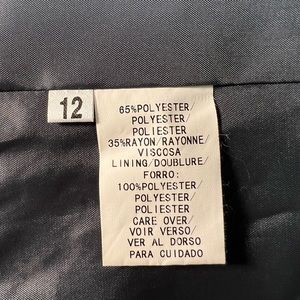 12
65%POLYESTER/
POLYESTER/
POLIESTER
35%RAYON/RAYONNE/
VISCOSA
LINING/DOUBLURE/
FORRO:
100%POLYESTER/
POLYESTER/
POLIESTER
CARE OVER/
VOIR VERSO/
VER AL DORSO
PARA CUIDADO